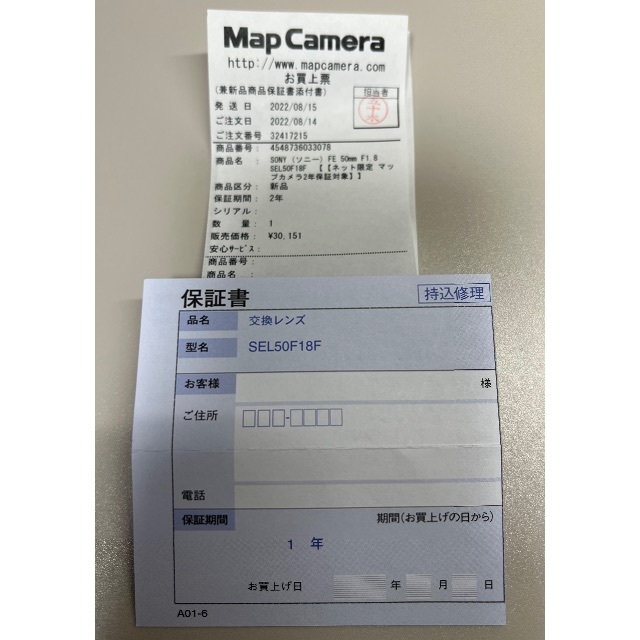 Map Camera
http://www.mapcamera.com
お買上票
(兼新品商品保証書添付書)
担当者
発 送 日 : 2022/08/15
ご注文日 : 2022/08/14
ご注文番号 : 32417215
商品番号 : 4548736033078
商品名 : SONY (ソニー) FE 50mm F1.8
SEL50F18F 【[ネット限定 マッ
プカメラ2年保証対象]】
商品区分 : 新品
保証期間 : 2年
シリアル :
数 量 : 1
販売価格 : ¥30,151
安心サービス :
商品番号 :
商品名 :
保証書
持込修理
品名 交換レンズ
型名 SEL50F18F
お客様 様
ご住所 □□□-□□□□
電話
保証期間 期間(お買上げの日から)
1 年
お買上げ日 年 月 日
A01-6